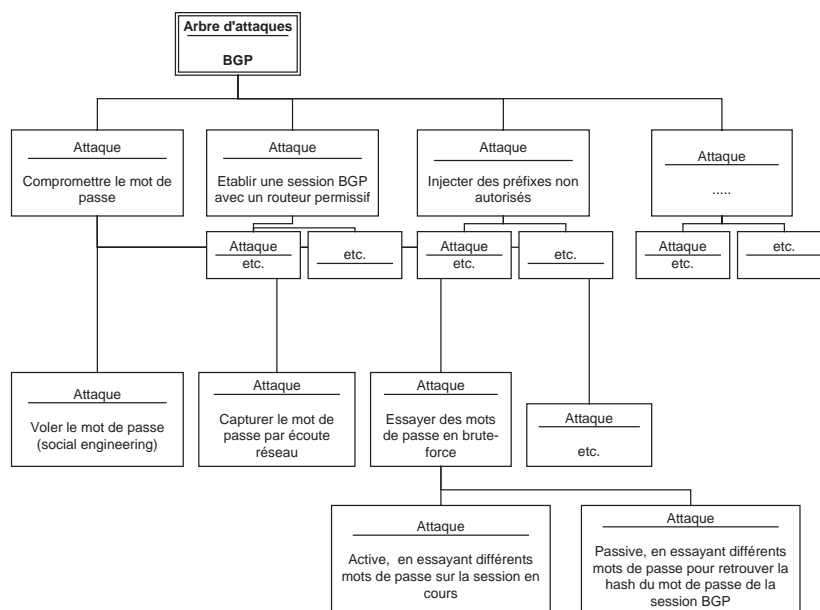 Arbre d'attaques
BGP
Attaque
Compromettre le mot de
passe
Attaque
Etablir une session BGP
avec un routeur permissif
Attaque
Injecter des préfixes non
autorisés
Attaque
.....
Attaque
etc.
etc.
Attaque
etc.
etc.
Attaque
etc.
etc.
Attaque
Voler le mot de passe
(social engineering)
Attaque
Capturer le mot de
passe par écoute
réseau
Attaque
Essayer des mots
de passe en brute-
force
Attaque
etc.
Attaque
Active, en essayant différents
mots de passe sur la session en
cours
Attaque
Passive, en essayant différents
mots de passe pour retrouver la
hash du mot de passe de la
session BGP